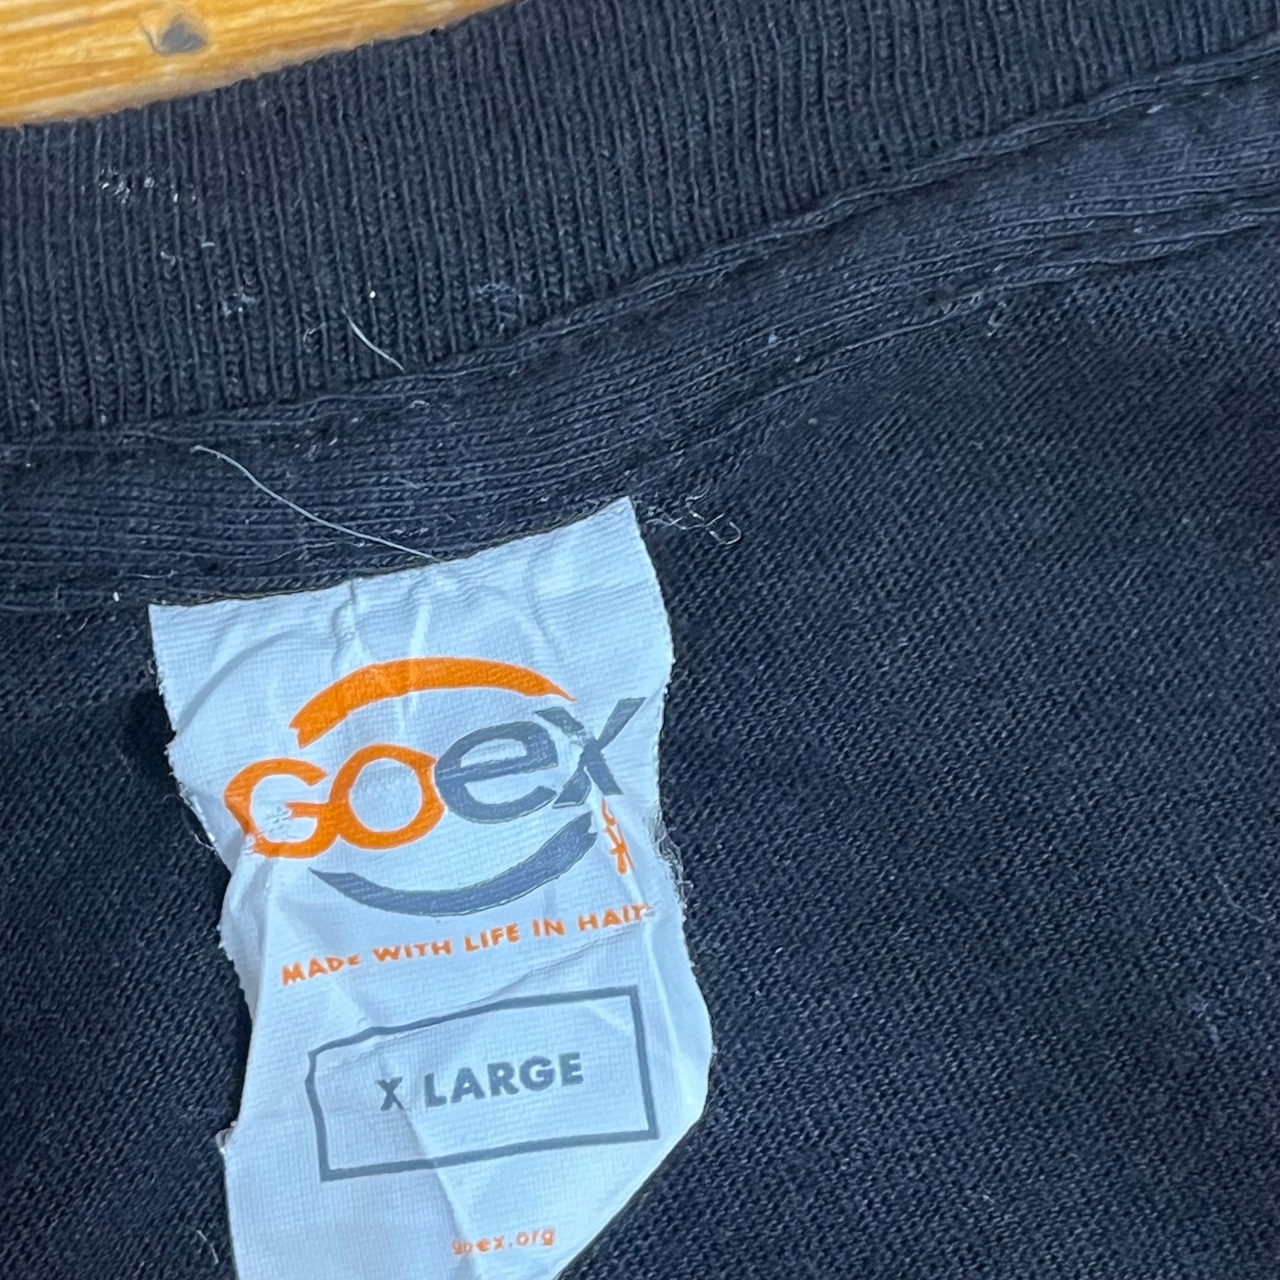 GOex
MADE WITH LIFE IN HAITI
X LARGE
goex.org